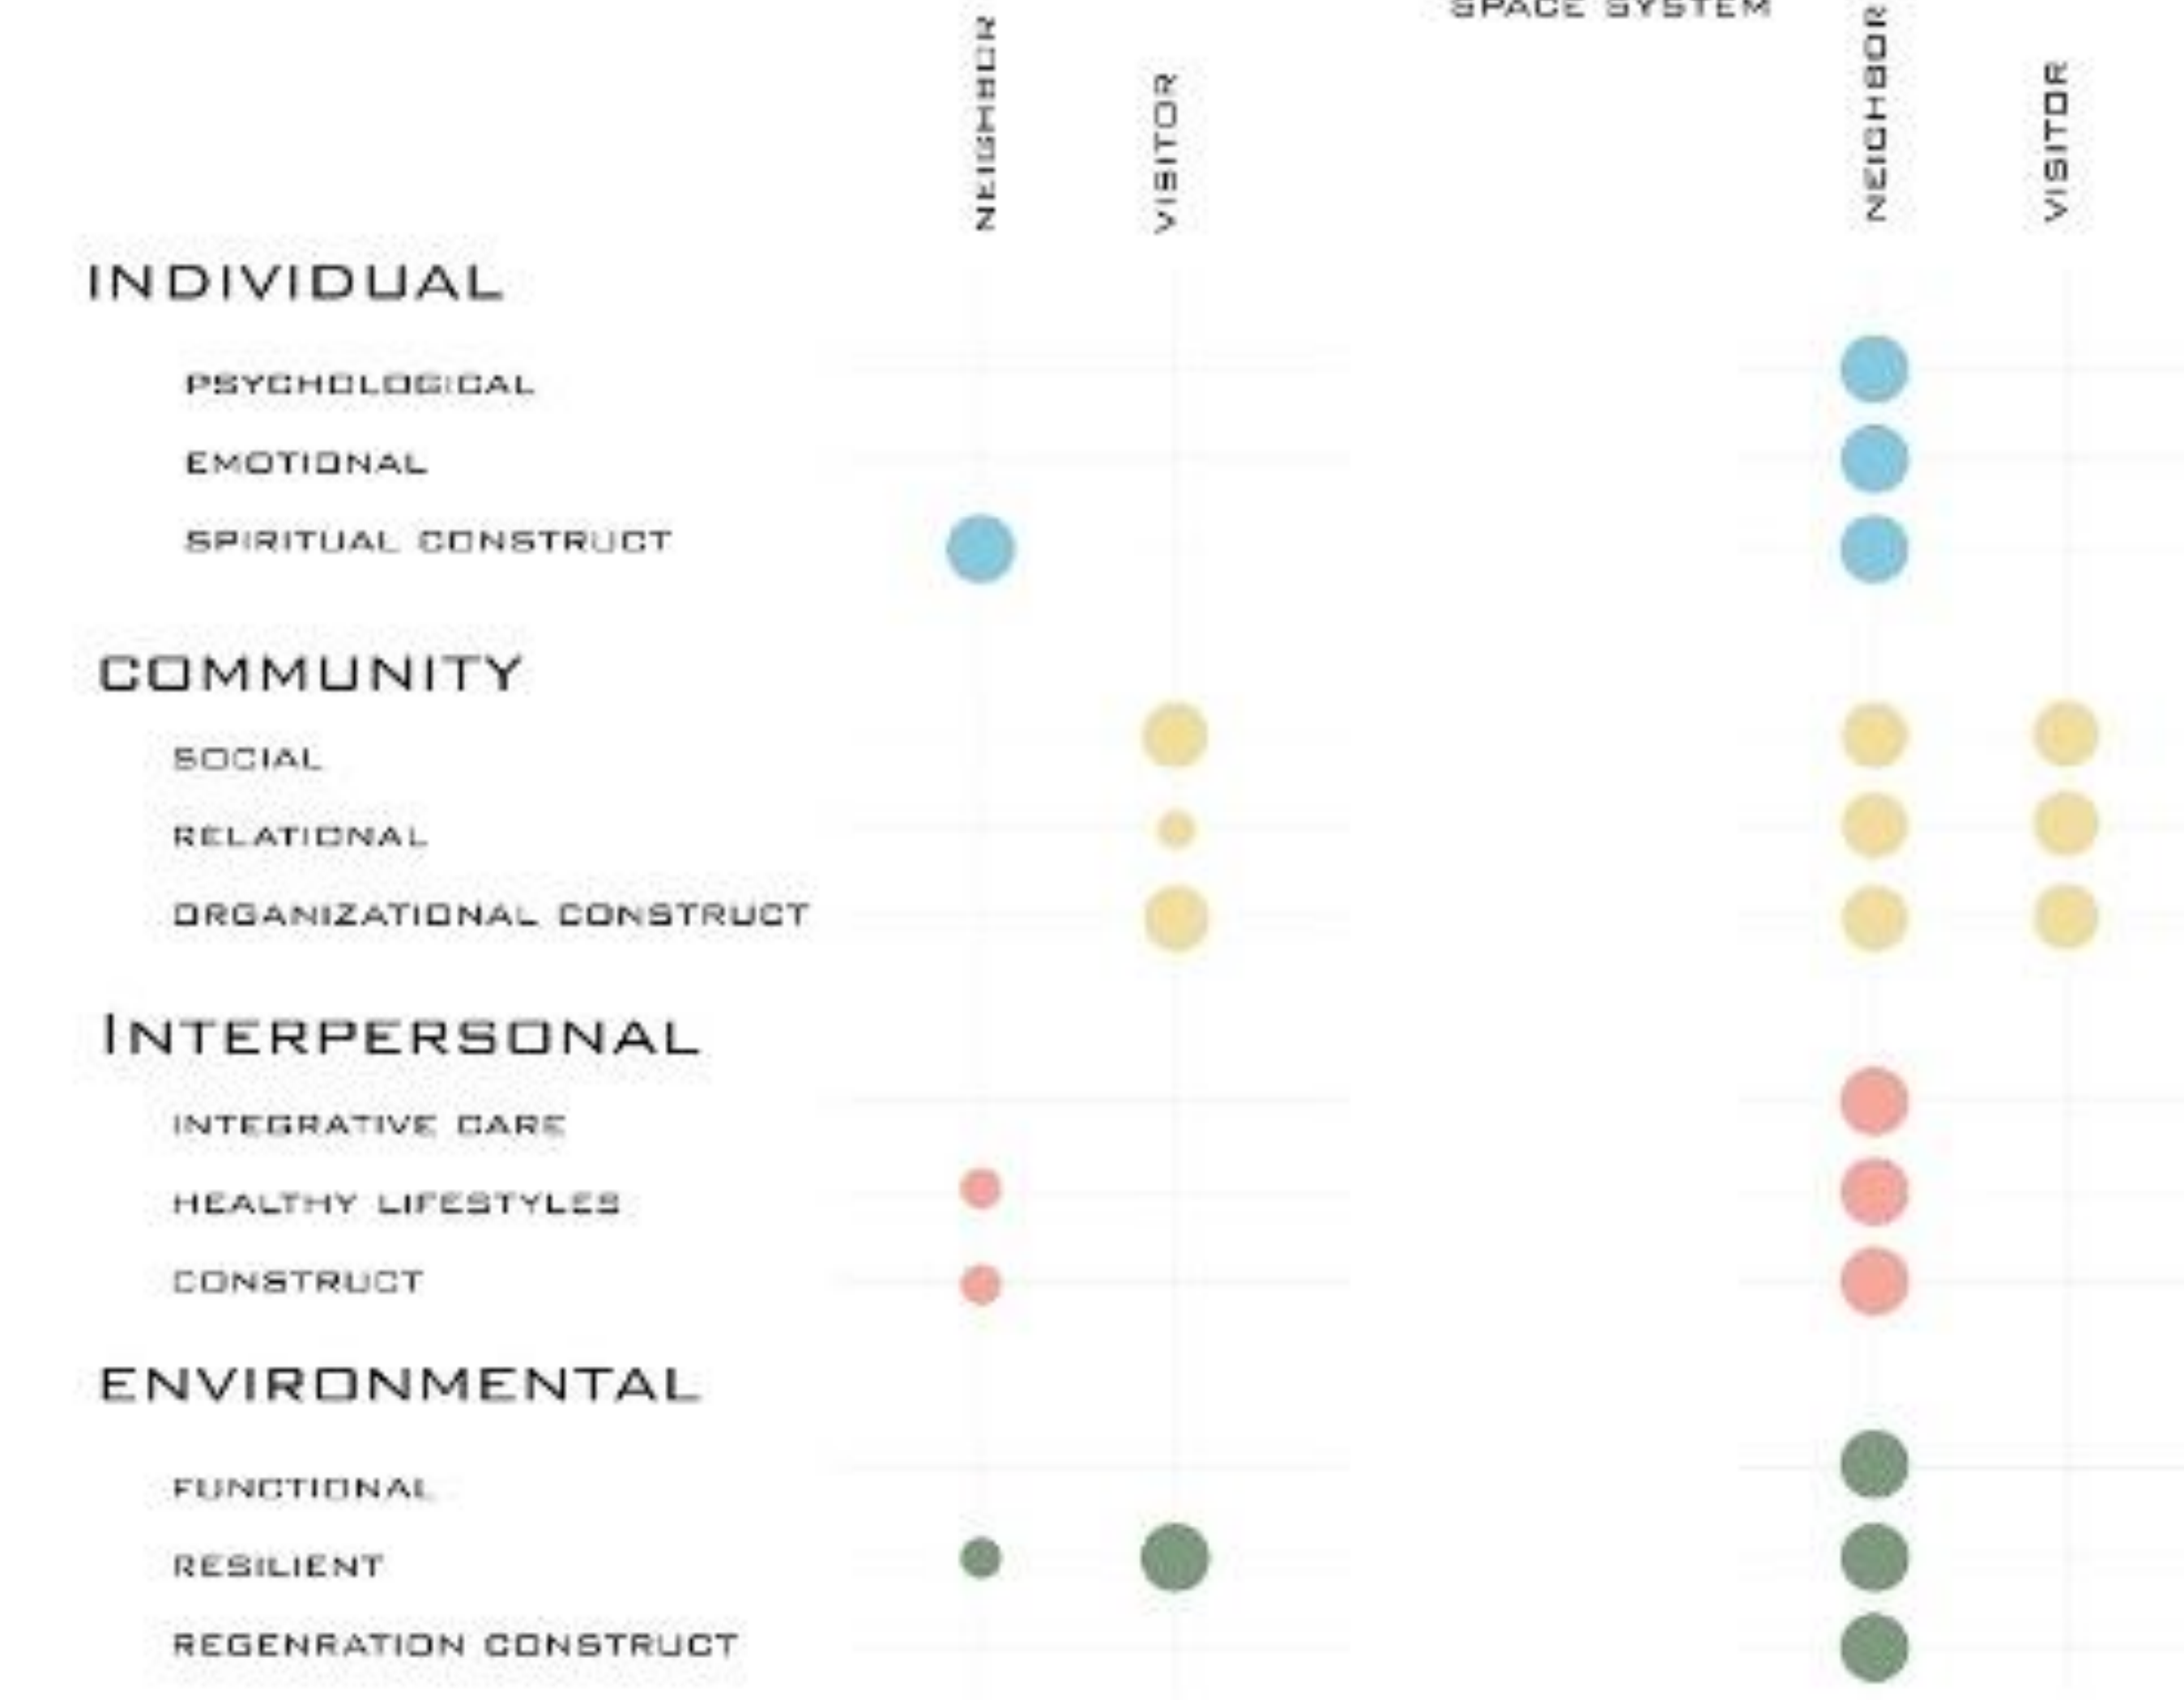 SPACE SYSTEM
NEIGHBOR
VISITOR
NEIGHBOR
VISITOR
INDIVIDUAL
PSYCHOLOGICAL
EMOTIONAL
SPIRITUAL CONSTRUCT
COMMUNITY
SOCIAL
RELATIONAL
ORGANIZATIONAL CONSTRUCT
INTERPERSONAL
INTEGRATIVE CARE
HEALTHY LIFESTYLES
CONSTRUCT
ENVIRONMENTAL
FUNCTIONAL
RESILIENT
REGENRATION CONSTRUCT